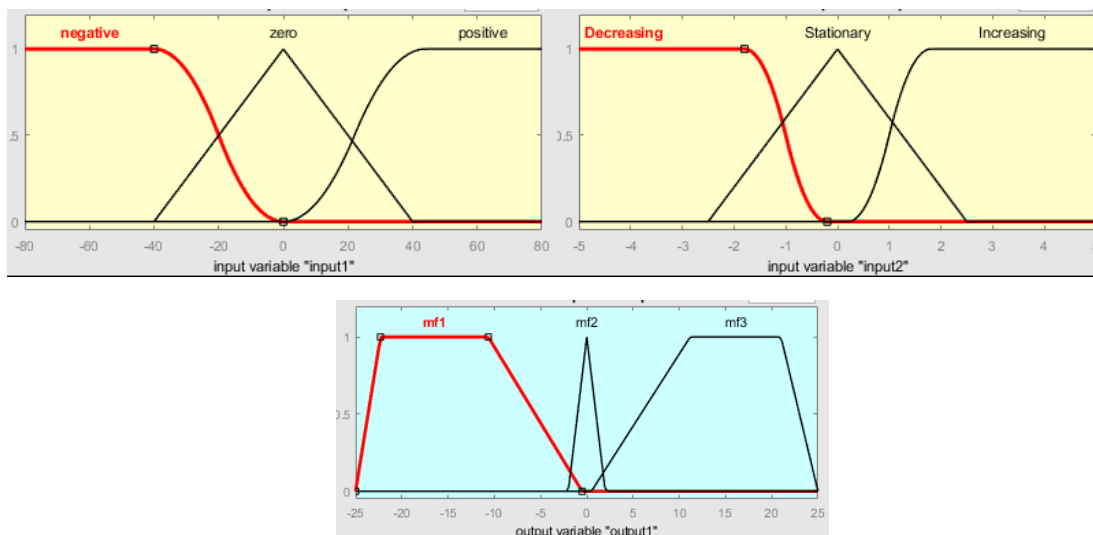 negative zero positive
1
0.5
0
-80 -60 -40 -20 0 20 40 60 80
input variable "input1"
Decreasing Stationary Increasing
1
0.5
0
-5 -4 -3 -2 -1 0 1 2 3 4
input variable "input2"
mf1 mf2 mf3
1
0.5
0
-25 -20 -15 -10 -5 0 5 10 15 20 25
output variable "output1"